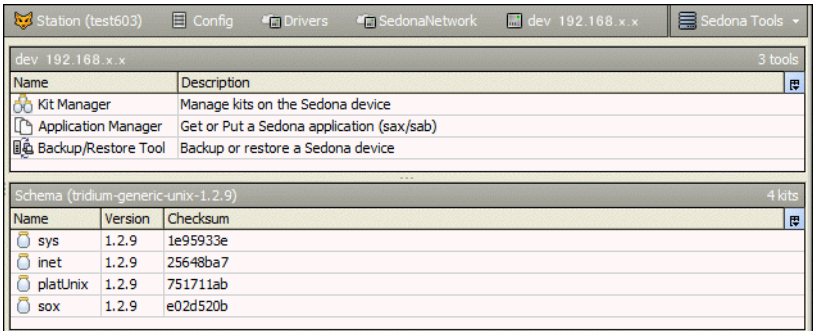 Station (test603) Config Drivers SedonaNetwork dev 192.168.x.x Sedona Tools
dev 192.168.x.x 3 tools
Name Description
Kit Manager Manage kits on the Sedona device
Application Manager Get or Put a Sedona application (sax/sab)
Backup/Restore Tool Backup or restore a Sedona device
Schema (tridium-generic-unix-1.2.9) 4 kits
Name Version Checksum
sys 1.2.9 1e95933e
inet 1.2.9 25648ba7
platUnix 1.2.9 751711ab
sox 1.2.9 e02d520b